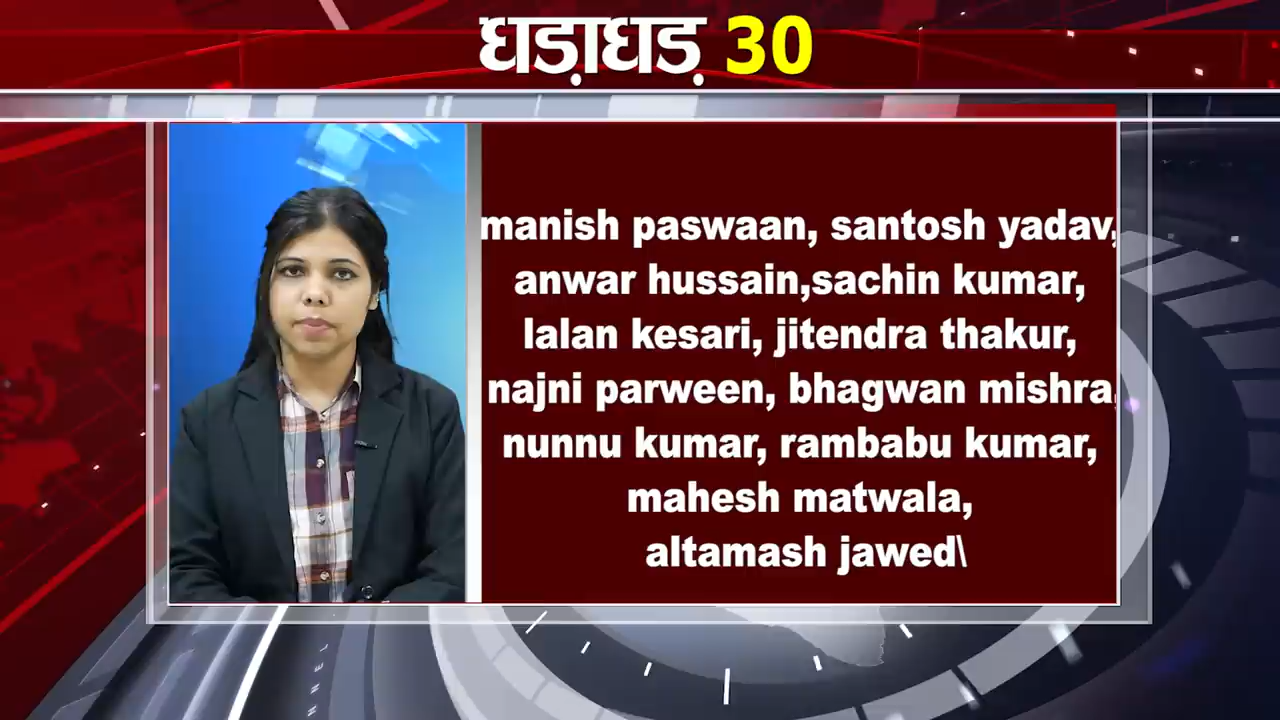 धड़ाधड़ 30
manish paswaan, santosh yadav,
anwar hussain,sachin kumar,
lalan kesari, jitendra thakur,
najni parween, bhagwan mishra,
nunnu kumar, rambabu kumar,
mahesh matwala,
altamash jawed\